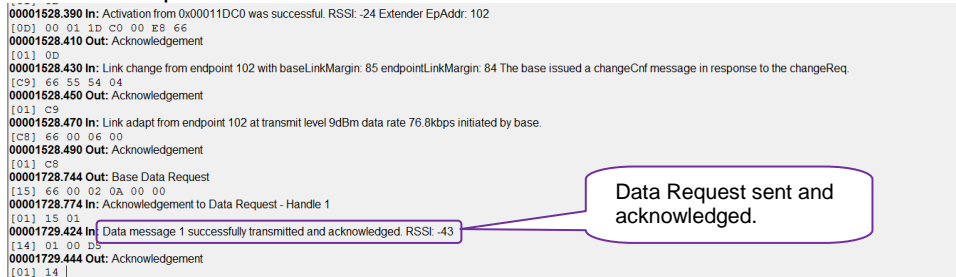 00001528.390 In: Activation from 0x00011DC0 was successful. RSSI: -24 Extender EpAddr: 102
[0D] 00 01 1D C0 00 E8 66
00001528.410 Out: Acknowledgement
[01] 0D
00001528.430 In: Link change from endpoint 102 with baseLinkMargin: 85 endpointLinkMargin: 84 The base issued a changeCnf message in response to the changeReq.
[C9] 66 55 54 04
00001528.450 Out: Acknowledgement
[01] C9
00001528.470 In: Link adapt from endpoint 102 at transmit level 9dBm data rate 76.8kbps initiated by base.
[C8] 66 00 06 00
00001528.490 Out: Acknowledgement
[01] C8
00001728.744 Out: Base Data Request
[15] 66 00 02 0A 00 00
00001728.774 In: Acknowledgement to Data Request - Handle 1
[01] 15 01
00001729.424 In: Data message 1 successfully transmitted and acknowledged. RSSI: -43
[14] 01 00 D5
00001729.444 Out: Acknowledgement
[01] 14
Data Request sent and
acknowledged.